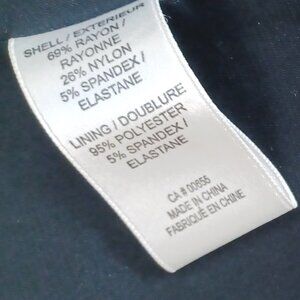 SHELL / EXTERIEUR
69% RAYON /
RAYONNE
26% NYLON
5% SPANDEX /
ELASTANE
LINING / DOUBLURE
95% POLYESTER
5% SPANDEX /
ELASTANE
CA # 00655
MADE IN CHINA
FABRIQUÉ EN CHINE